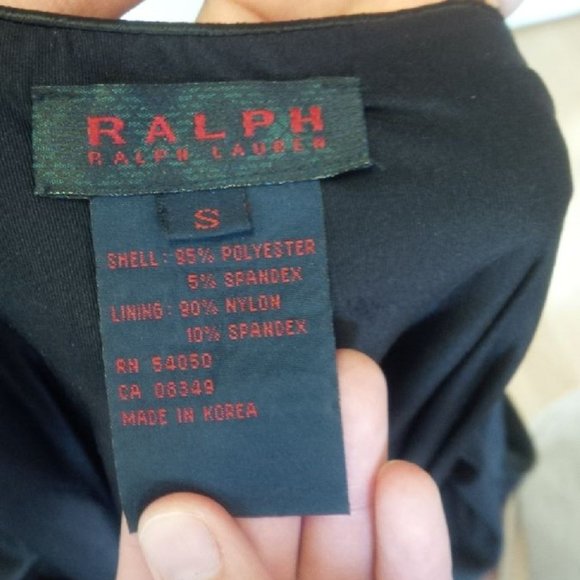 RALPH
RALPH LAUREN
S
SHELL: 95% POLYESTER
5% SPANDEX
LINING: 90% NYLON
10% SPANDEX
RN 54050
CA 08349
MADE IN KOREA